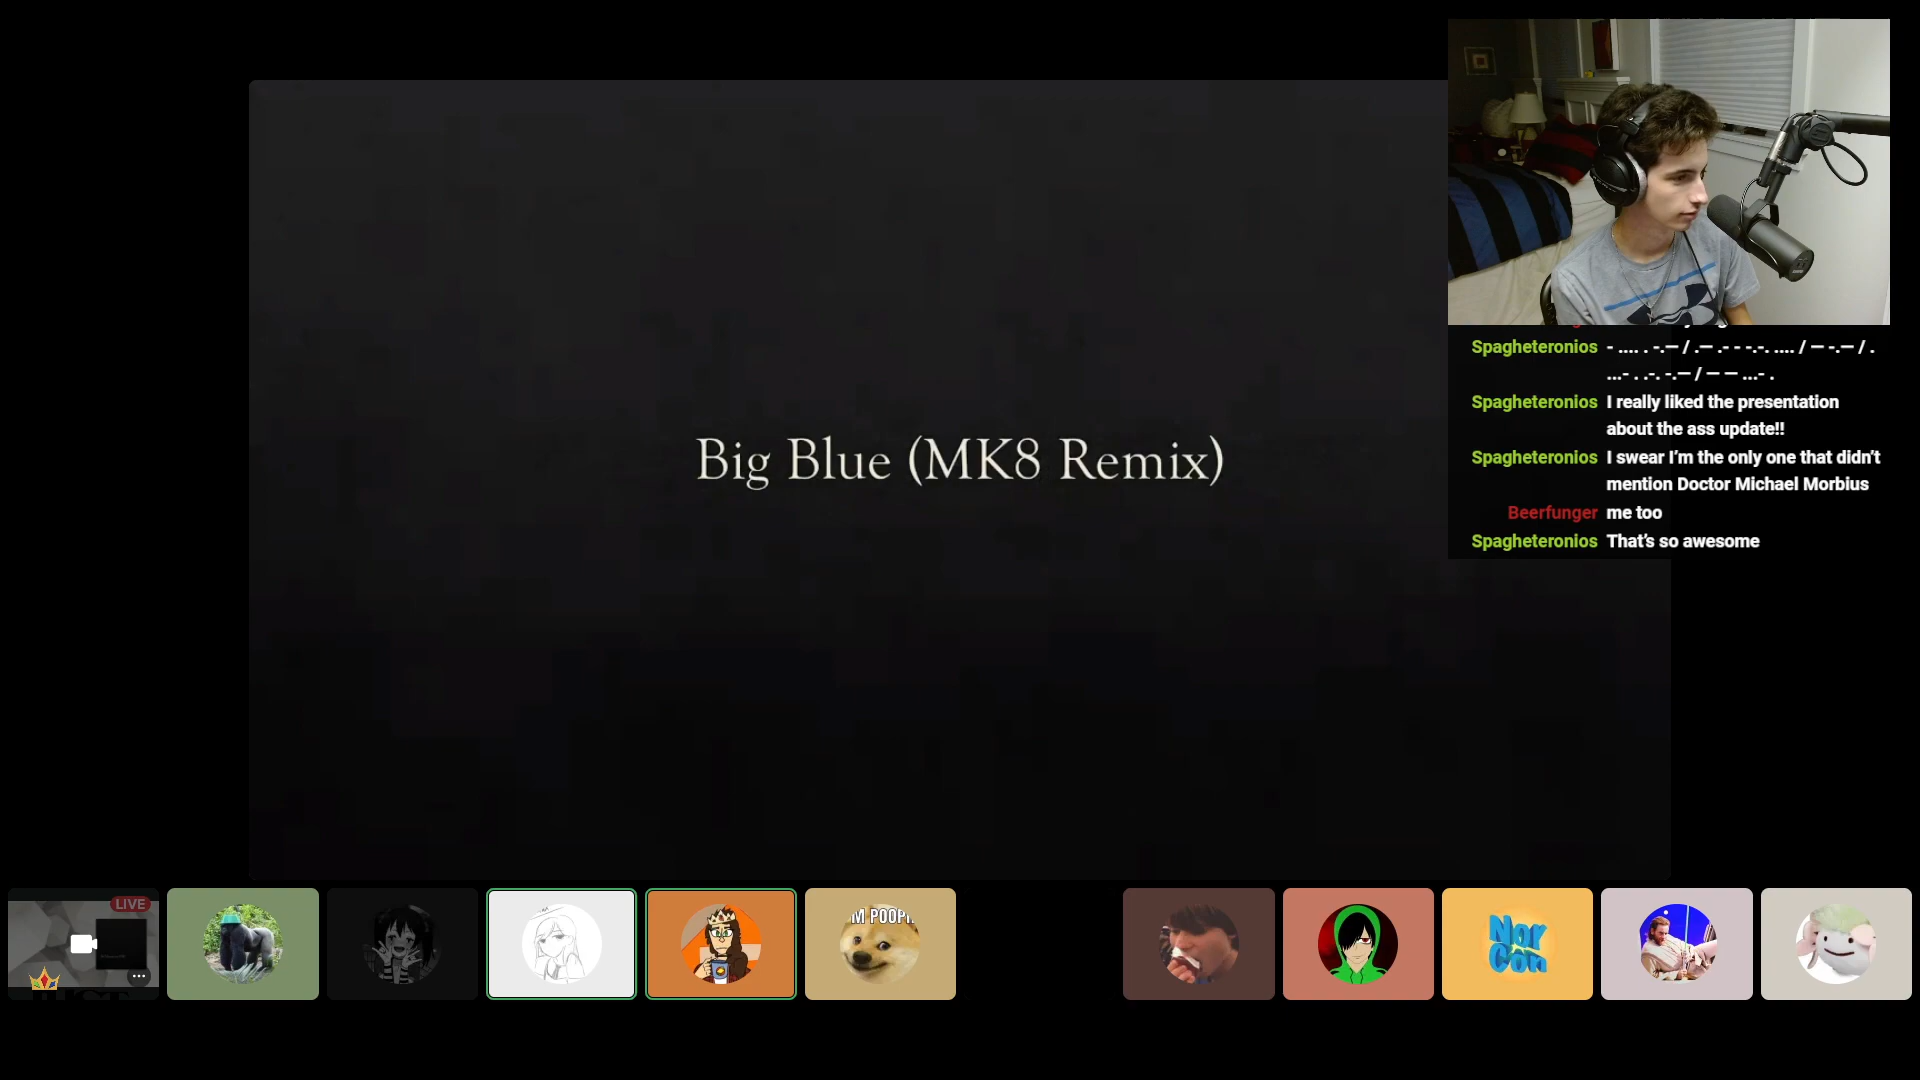 Big Blue (MK8 Remix)
Spagheteronios - .... . -.— / .— .- - -.-. .... / — -.— / .
...- . .-. -.— / — — ...- .
Spagheteronios I really liked the presentation
about the ass update!!
Spagheteronios I swear I’m the only one that didn’t
mention Doctor Michael Morbius
Beerfunger me too
Spagheteronios That’s so awesome
LIVE
M POOPI
Nor
Con